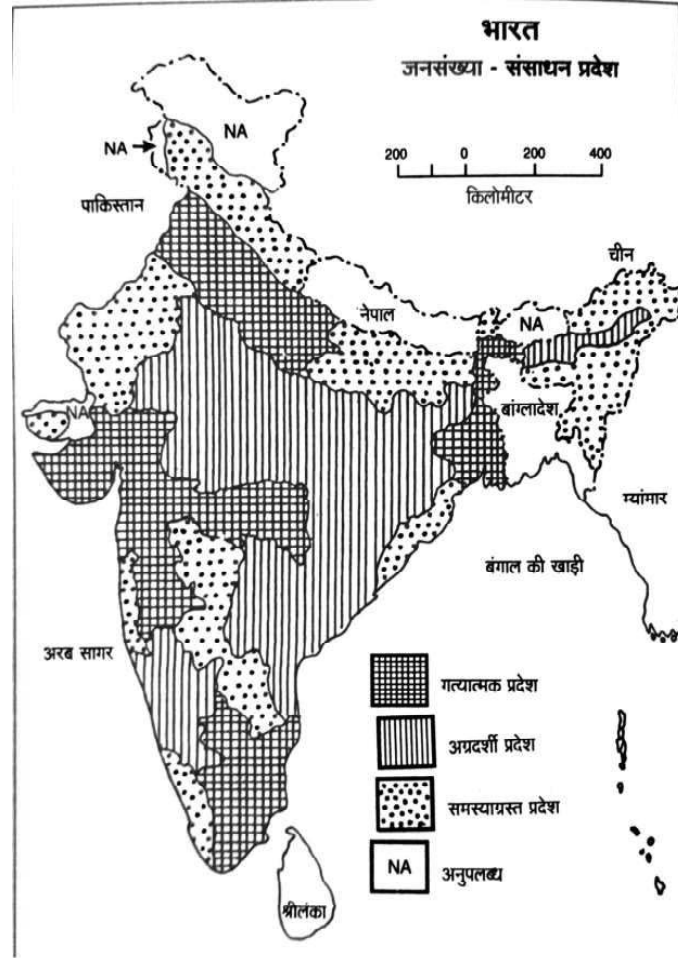 भारत
जनसंख्या - संसाधन प्रदेश
NA
NA
200 0 200 400
किलोमीटर
पाकिस्तान
चीन
नेपाल
NA
NA
बांग्लादेश
म्यांमार
बंगाल की खाड़ी
अरब सागर
गत्यात्मक प्रदेश
अग्रदर्शी प्रदेश
समस्याग्रस्त प्रदेश
NA
अनुपलब्ध
श्रीलंका